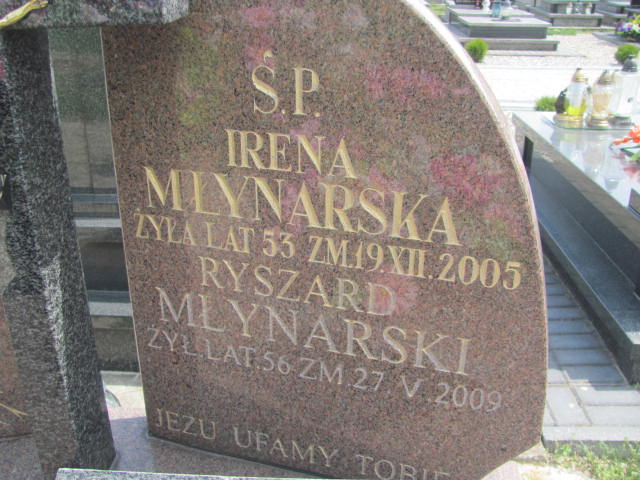 Ś.P.
IRENA
MŁYNARSKA
ŻYŁA LAT 53 ZM.19.XII.2005
RYSZARD
MŁYNARSKI
ŻYŁ.LAT.56.ZM.27.V.2009
JEZU UFAMY TOBIE